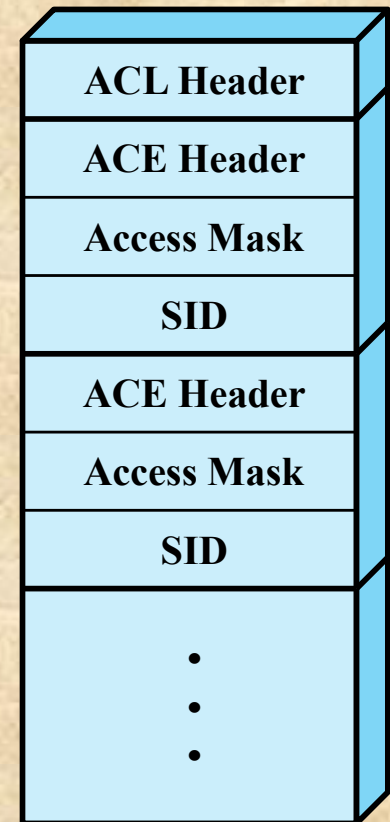 ACL Header
ACE Header
Access Mask
SID
ACE Header
Access Mask
SID
•
•
•